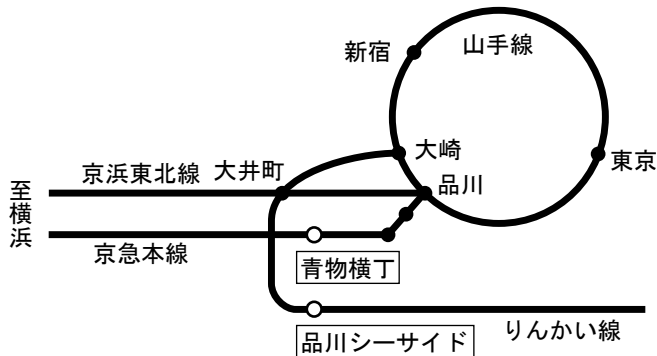 新宿
山手線
大崎
東京
京浜東北線
大井町
品川
至横浜
京急本線
青物横丁
品川シーサイド
りんかい線